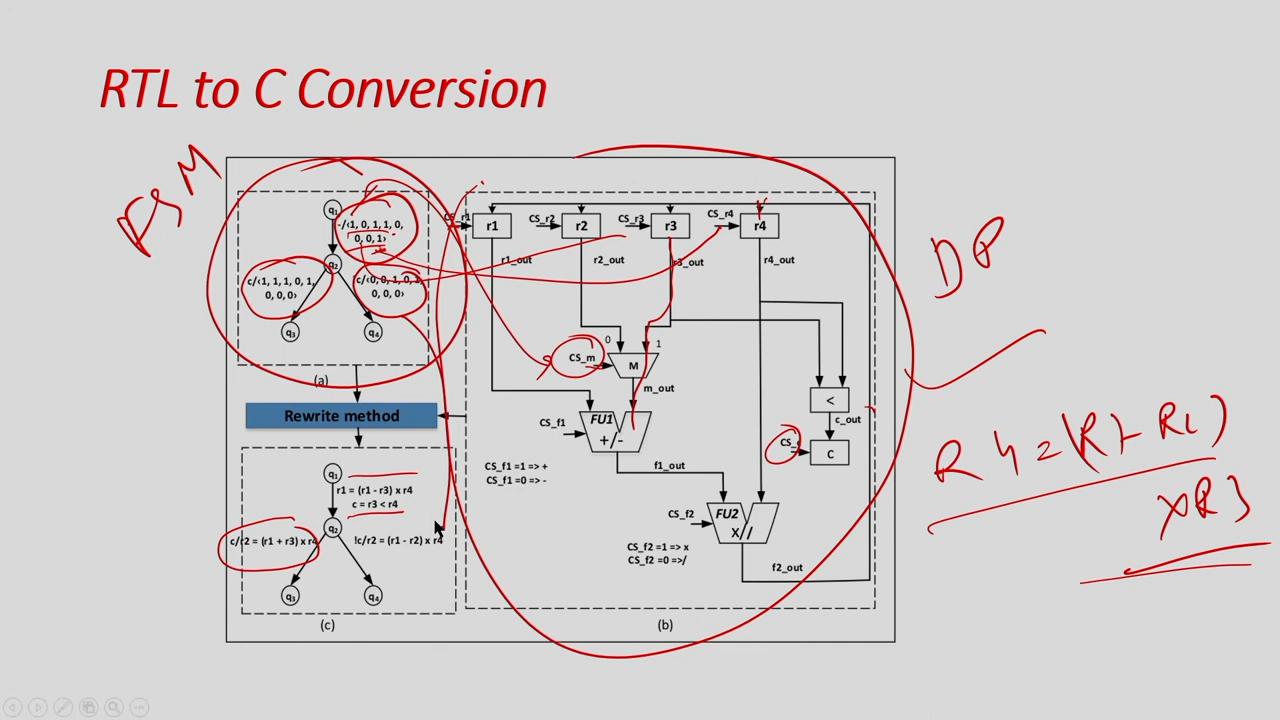 RTL to C Conversion
FSM
q1
-/⟨1, 0, 1, 1, 0,
0, 0, 1⟩
q2
c/⟨1, 1, 1, 0, 1,
0, 0, 0⟩
!c/⟨0, 0, 1, 0, 1,
0, 0, 0⟩
q3
q4
(a)
Rewrite method
q1
r1 = (r1 - r3) x r4
c = r3 < r4
q2
c/r2 = (r1 + r3) x r4
!c/r2 = (r1 - r2) x r4
q3
q4
(c)
CS_r1
r1
CS_r2
r2
CS_r3
r3
CS_r4
r4
r1_out
r2_out
r3_out
r4_out
0
1
CS_m
M
m_out
CS_f1
FU1
+/-
<
c_out
C
CS_f1 =1 => +
CS_f1 =0 => -
f1_out
CS_f2
FU2
X/
CS_f2 =1 => x
CS_f2 =0 =>/
f2_out
(b)
DP